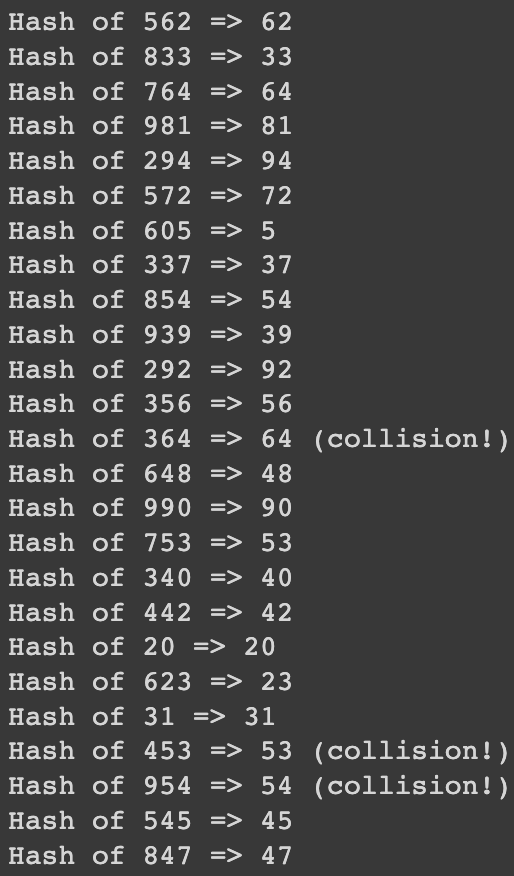 Hash of 562 => 62
Hash of 833 => 33
Hash of 764 => 64
Hash of 981 => 81
Hash of 294 => 94
Hash of 572 => 72
Hash of 605 => 5
Hash of 337 => 37
Hash of 854 => 54
Hash of 939 => 39
Hash of 292 => 92
Hash of 356 => 56
Hash of 364 => 64 (collision!)
Hash of 648 => 48
Hash of 990 => 90
Hash of 753 => 53
Hash of 340 => 40
Hash of 442 => 42
Hash of 20 => 20
Hash of 623 => 23
Hash of 31 => 31
Hash of 453 => 53 (collision!)
Hash of 954 => 54 (collision!)
Hash of 545 => 45
Hash of 847 => 47